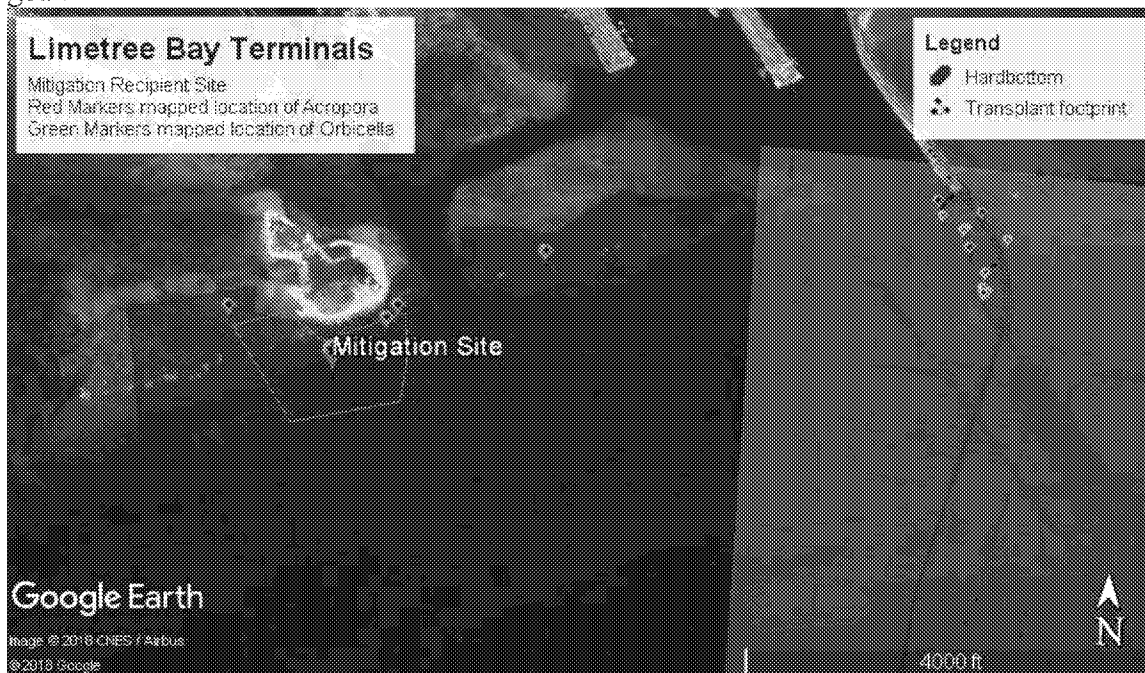 Limetree Bay Terminals
Mitigation Recipient Site
Red Markers mapped location of Acropora
Green Markers mapped location of Orbicella
Legend
Hardbottom
Transplant footprint
Mitigation Site
Google Earth
Image © 2018 CNES / Airbus
© 2018 Google
4000 ft
N